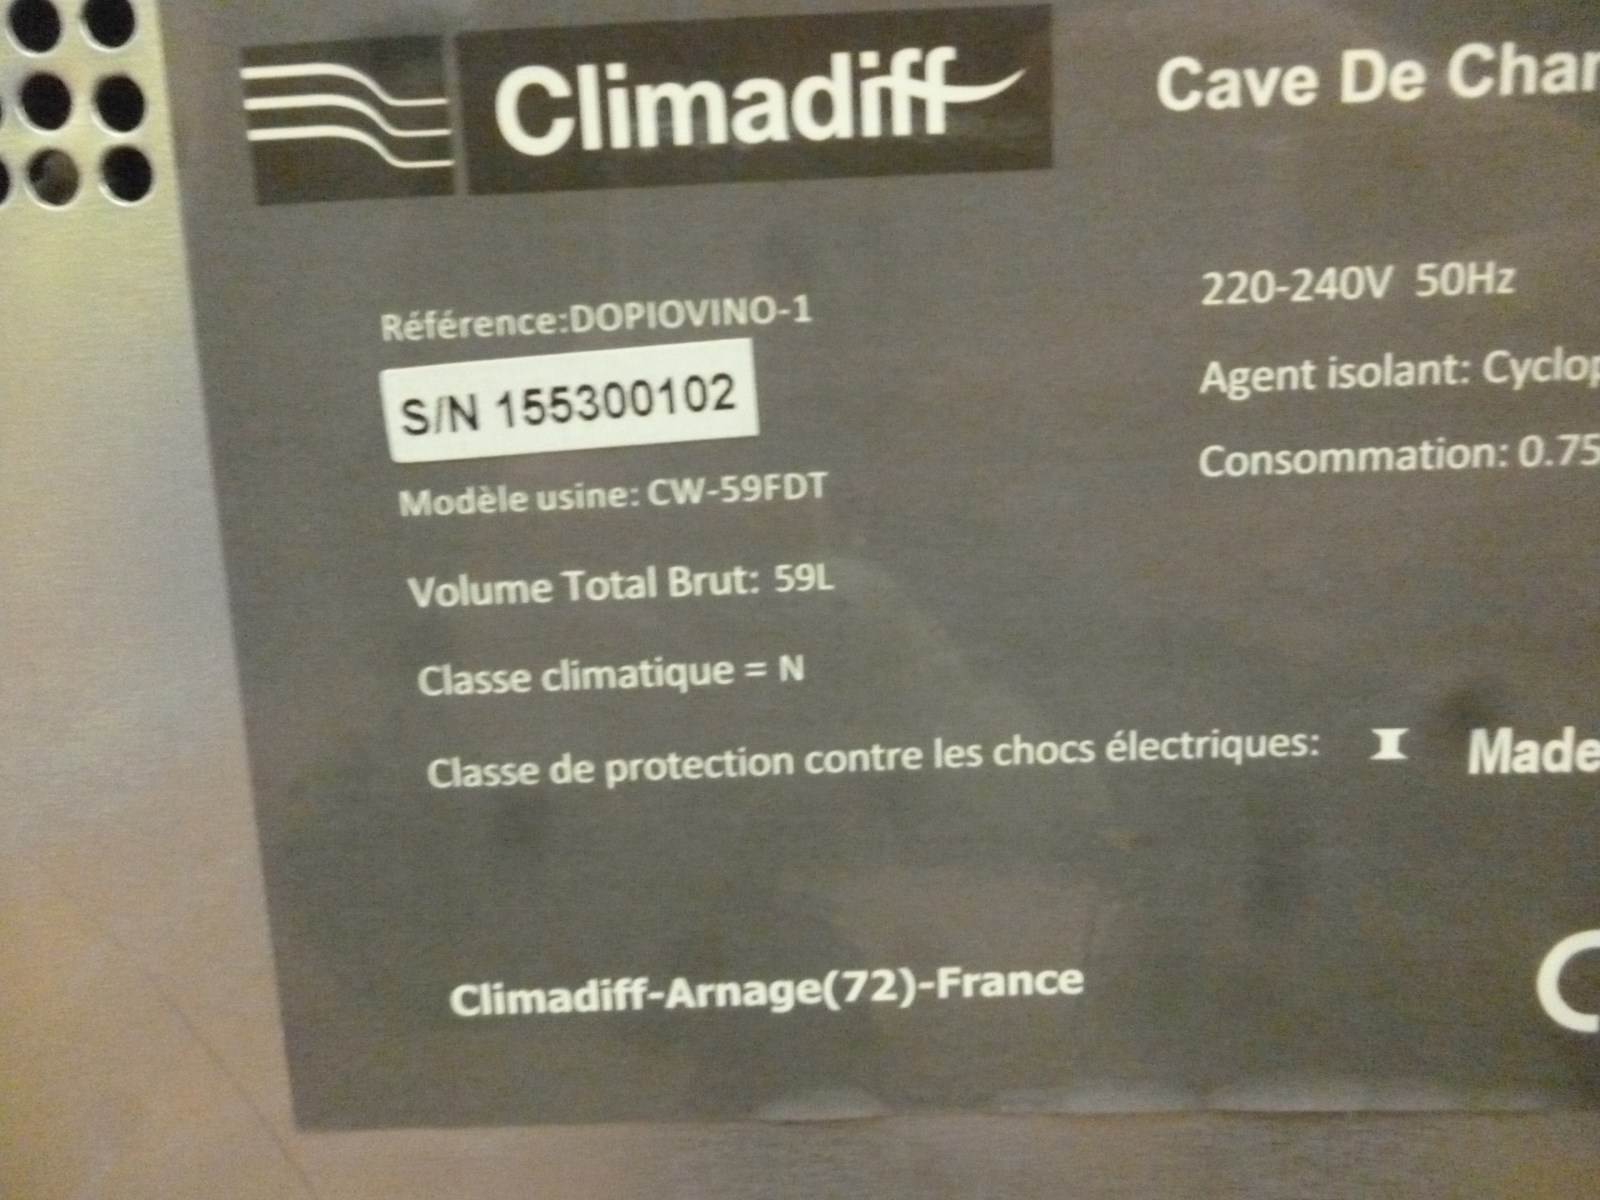 Climadiff
Cave De Char
Référence:DOPIOVINO-1
S/N 155300102
Modèle usine: CW-59FDT
Volume Total Brut: 59L
Classe climatique = N
Classe de protection contre les chocs électriques: I
220-240V 50Hz
Agent isolant: Cyclop
Consommation: 0.75
Made
Climadiff-Arnage(72)-France